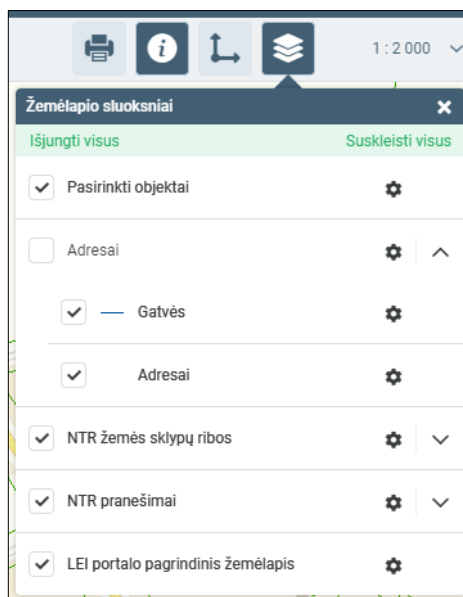 1 : 2 000
Žemėlapio sluoksniai
Išjungti visus Suskleisti visus
Pasirinkti objektai
Adresai
Gatvės
Adresai
NTR žemės sklypų ribos
NTR pranešimai
LEI portalo pagrindinis žemėlapis